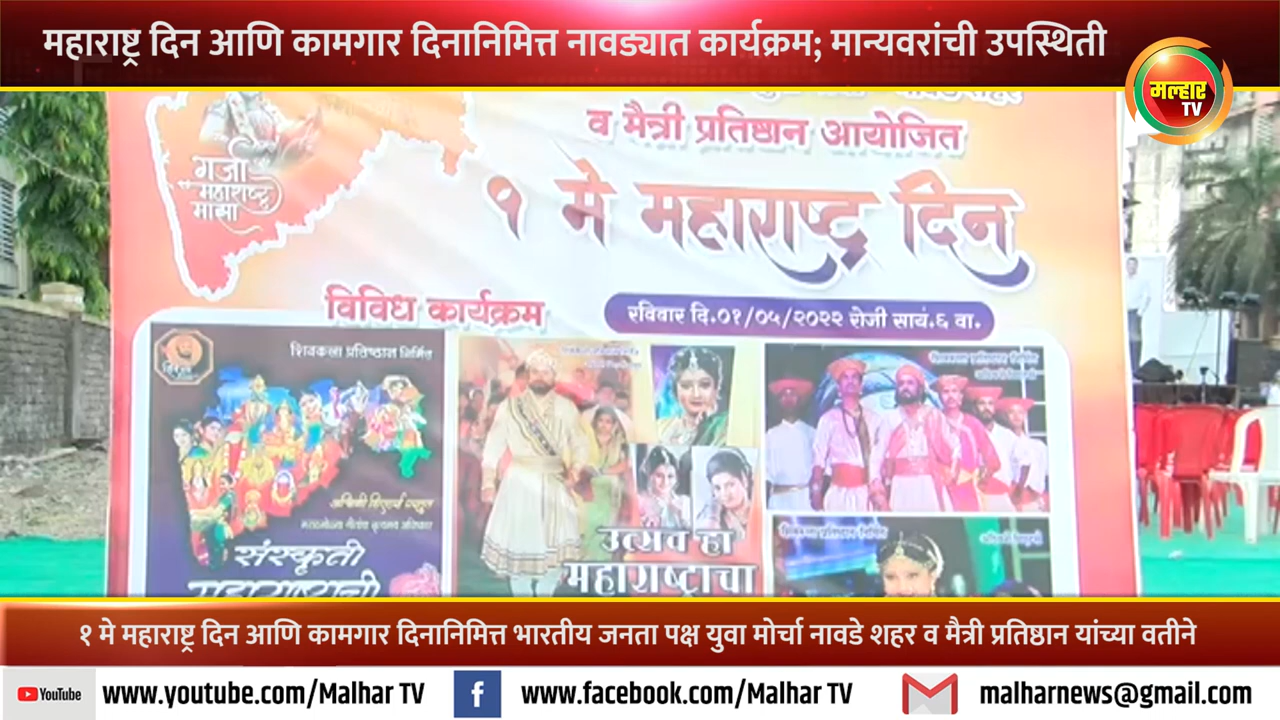 महाराष्ट्र दिन आणि कामगार दिनानिमित्त नावड्यात कार्यक्रम; मान्यवरांची उपस्थिती
मल्हार
TV
व मैत्री प्रतिष्ठान आयोजित
गर्जा
महाराष्ट्र
माझा
१ मे महाराष्ट्र दिन
विविध कार्यक्रम
रविवार दि.०१/०५/२०२२ रोजी सायं.६ वा.
शिवकला प्रतिष्ठान निर्मित
संस्कृती
महाराष्ट्राची
उत्सव हा
महाराष्ट्राचा
१ मे महाराष्ट्र दिन आणि कामगार दिनानिमित्त भारतीय जनता पक्ष युवा मोर्चा नावडे शहर व मैत्री प्रतिष्ठान यांच्या वतीने
YouTube www.youtube.com/Malhar TV f www.facebook.com/Malhar TV malharnews@gmail.com